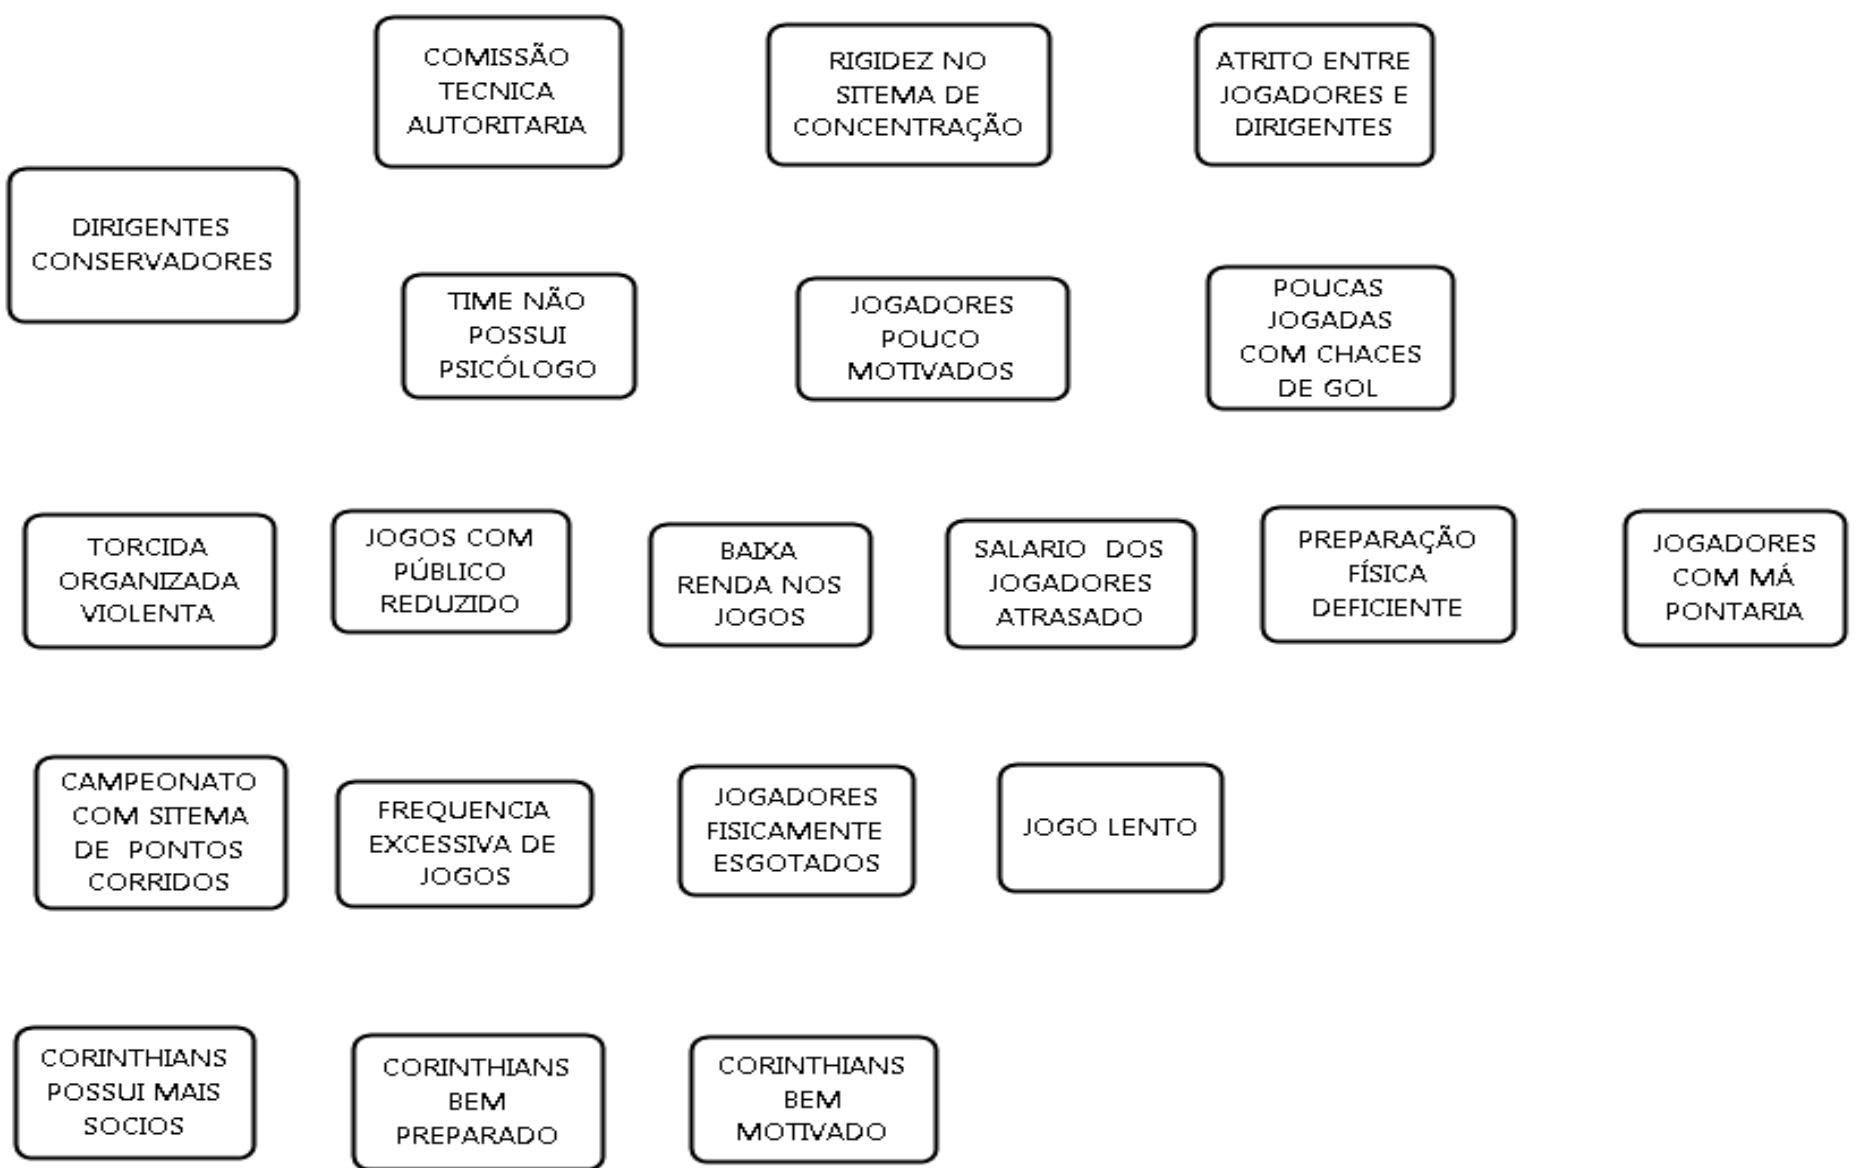 COMISSÃO
TECNICA
AUTORITARIA
RIGIDEZ NO
SITEMA DE
CONCENTRAÇÃO
ATRITO ENTRE
JOGADORES E
DIRIGENTES
DIRIGENTES
CONSERVADORES
TIME NÃO
POSSUI
PSICÓLOGO
JOGADORES
POUCO
MOTIVADOS
POUCAS
JOGADAS
COM CHACES
DE GOL
TORCIDA
ORGANIZADA
VIOLENTA
JOGOS COM
PÚBLICO
REDUZIDO
BAIXA
RENDA NOS
JOGOS
SALARIO DOS
JOGADORES
ATRASADO
PREPARAÇÃO
FÍSICA
DEFICIENTE
JOGADORES
COM MÁ
PONTARIA
CAMPEONATO
COM SITEMA
DE PONTOS
CORRIDOS
FREQUENCIA
EXCESSIVA DE
JOGOS
JOGADORES
FISICAMENTE
ESGOTADOS
JOGO LENTO
CORINTHIANS
POSSUI MAIS
SOCIOS
CORINTHIANS
BEM
PREPARADO
CORINTHIANS
BEM
MOTIVADO